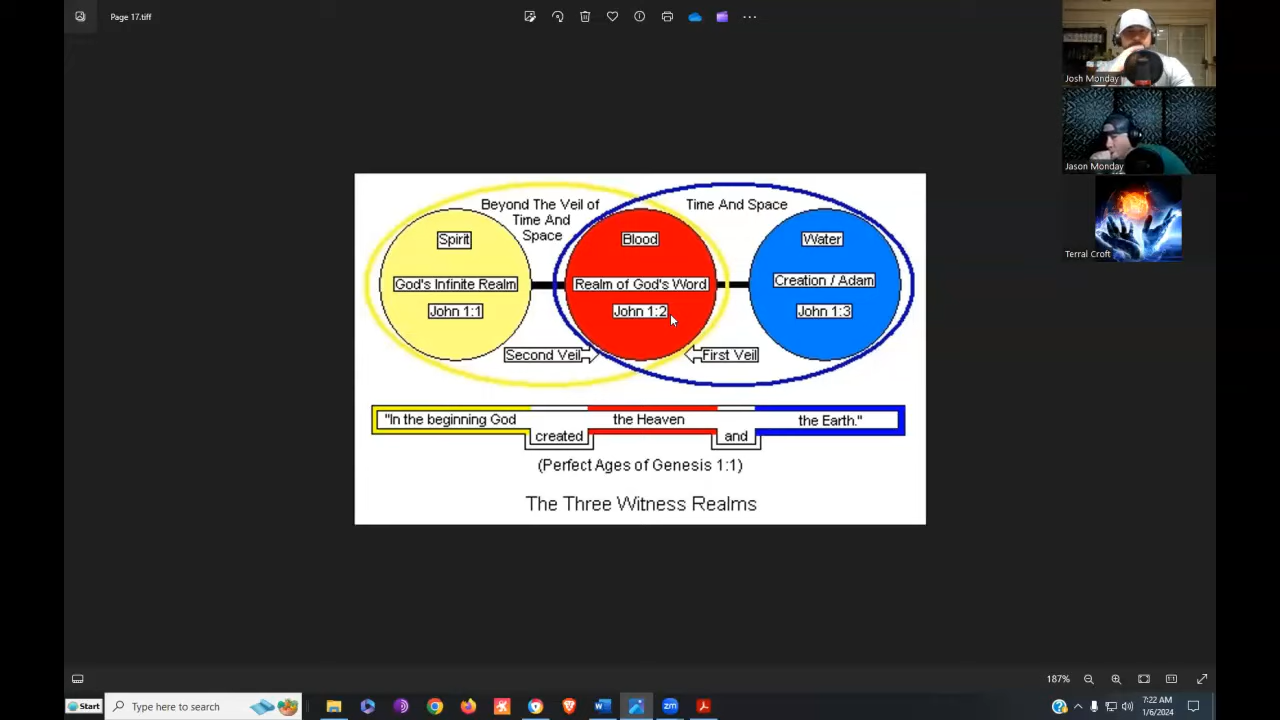 Page 17.tiff
Josh Monday
Jason Monday
Terral Croft
Beyond The Veil of
Time And
Space
Time And Space
Spirit
Blood
Water
God's Infinite Realm
Realm of God's Word
Creation / Adam
John 1:1
John 1:2
John 1:3
Second Veil
First Veil
"In the beginning God
created
the Heaven
and
the Earth."
(Perfect Ages of Genesis 1:1)
The Three Witness Realms
187%
Start
Type here to search
7:22 AM
1/6/2024